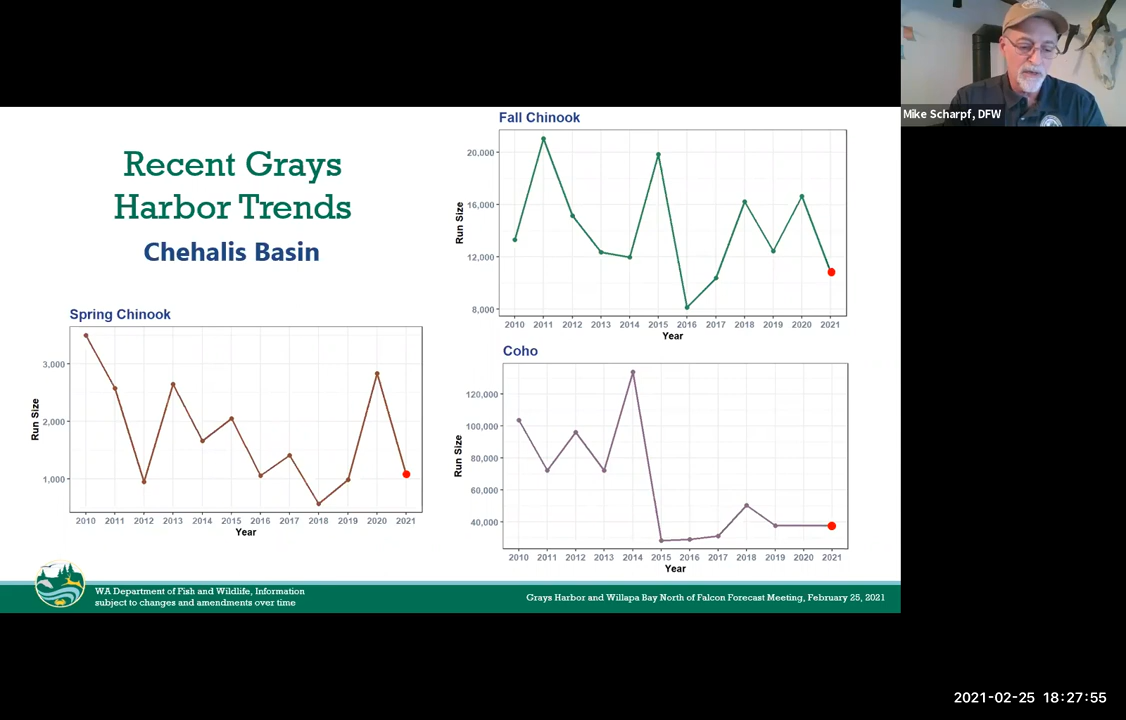 Mike Scharpf, DFW
Recent Grays
Harbor Trends
Chehalis Basin
Fall Chinook
20,000
16,000
12,000
8,000
Run Size
2010 2011 2012 2013 2014 2015 2016 2017 2018 2019 2020 2021
Year
Spring Chinook
3,000
2,000
1,000
Run Size
2010 2011 2012 2013 2014 2015 2016 2017 2018 2019 2020 2021
Year
Coho
120,000
100,000
80,000
60,000
40,000
Run Size
2010 2011 2012 2013 2014 2015 2016 2017 2018 2019 2020 2021
Year
WA Department of Fish and Wildlife, Information
subject to changes and amendments over time
Grays Harbor and Willapa Bay North of Falcon Forecast Meeting, February 25, 2021
2021-02-25 18:27:55